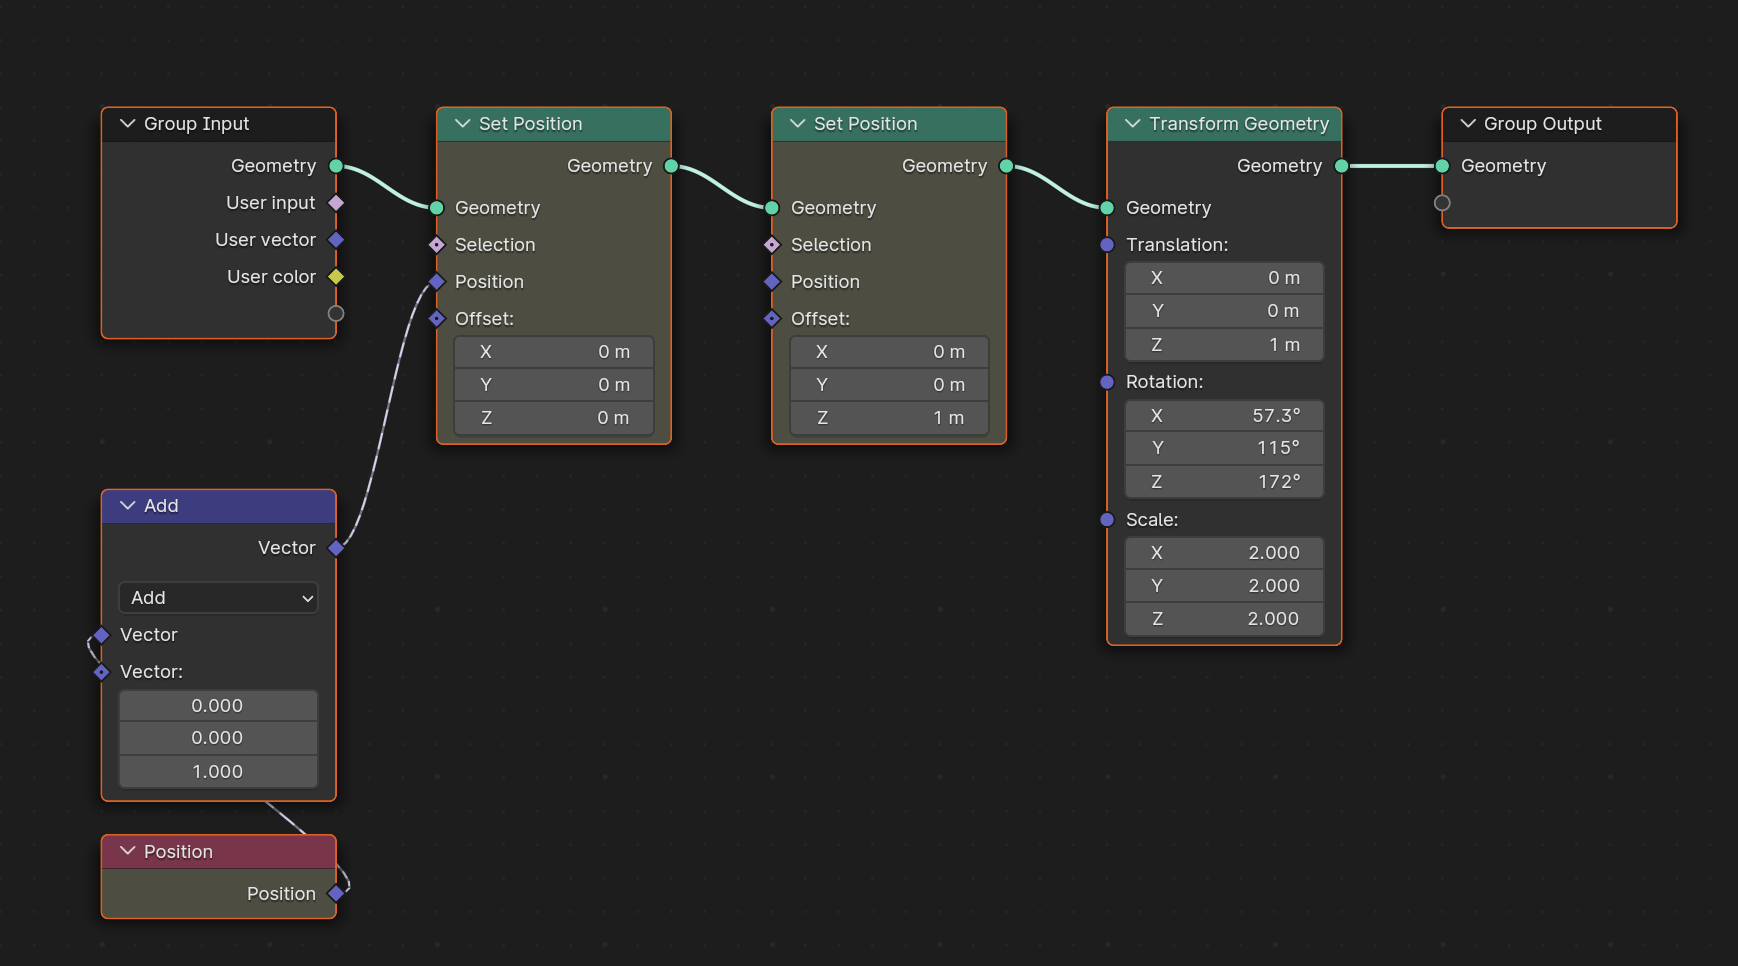 Group Input
Geometry
User input
User vector
User color
Set Position
Geometry
Geometry
Selection
Position
Offset:
X 0 m
Y 0 m
Z 0 m
Set Position
Geometry
Geometry
Selection
Position
Offset:
X 0 m
Y 0 m
Z 1 m
Transform Geometry
Geometry
Geometry
Translation:
X 0 m
Y 0 m
Z 1 m
Rotation:
X 57.3°
Y 115°
Z 172°
Scale:
X 2.000
Y 2.000
Z 2.000
Group Output
Geometry
Add
Vector
Add
Vector
Vector:
0.000
0.000
1.000
Position
Position